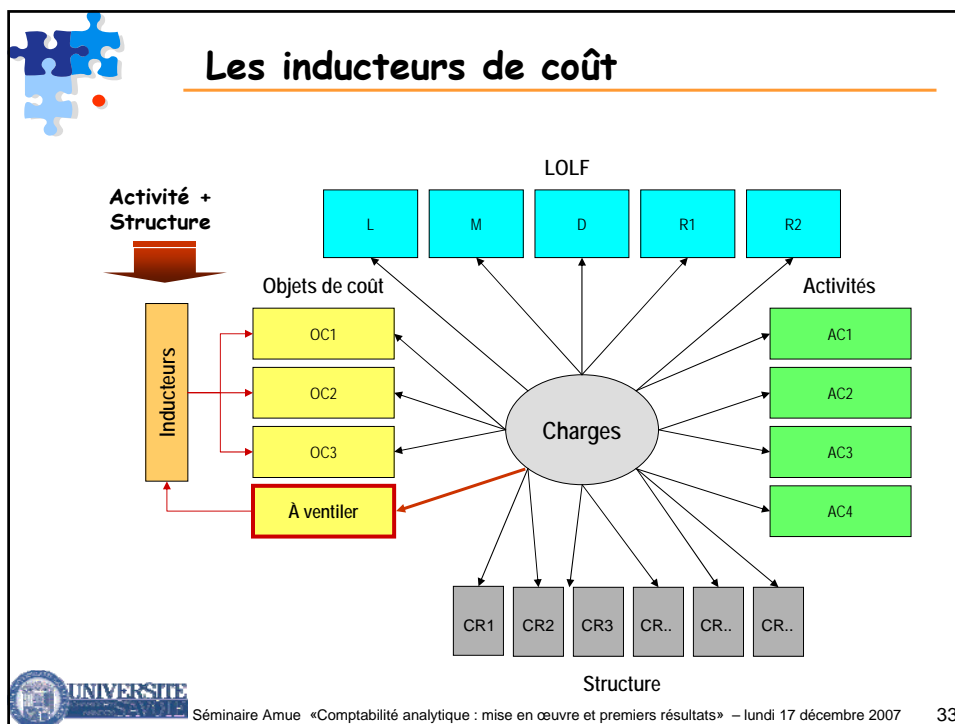 Les inducteurs de coût
LOLF
Activité +
Structure
L
M
D
R1
R2
Objets de coût
Activités
Inducteurs
OC1
OC2
OC3
À ventiler
Charges
AC1
AC2
AC3
AC4
CR1
CR2
CR3
CR..
CR..
CR..
Structure
UNIVERSITE
SAVOIE
Séminaire Amue «Comptabilité analytique : mise en œuvre et premiers résultats» – lundi 17 décembre 2007
33